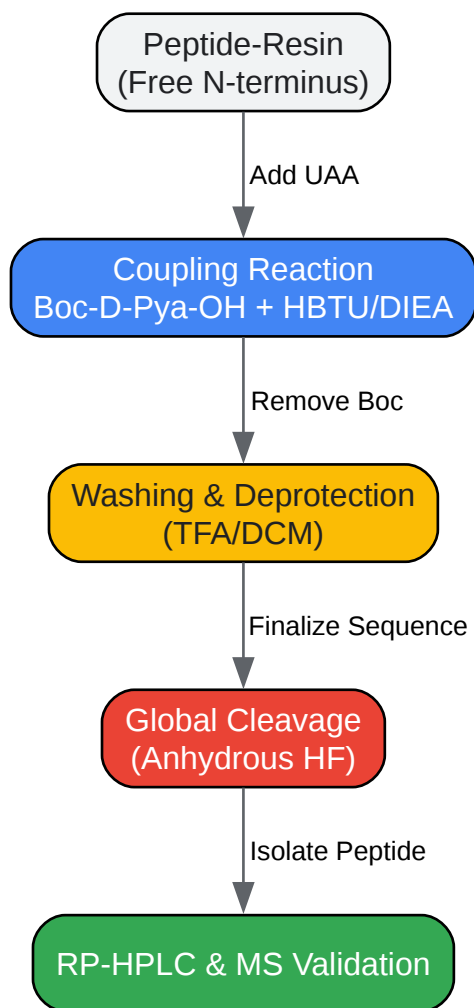 Peptide-Resin
(Free N-terminus)
Add UAA
Coupling Reaction
Boc-D-Pya-OH + HBTU/DIEA
Remove Boc
Washing & Deprotection
(TFA/DCM)
Finalize Sequence
Global Cleavage
(Anhydrous HF)
Isolate Peptide
RP-HPLC & MS Validation